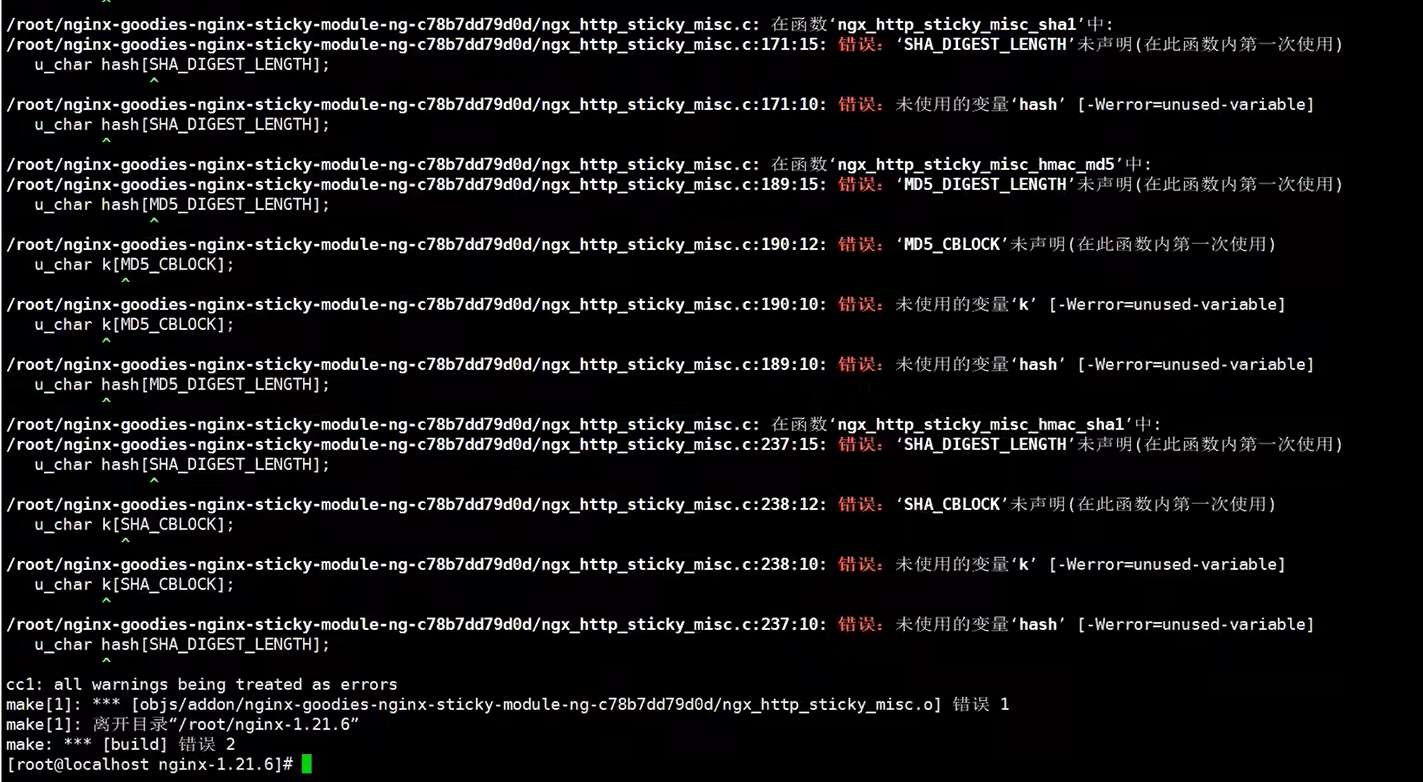 /root/nginx-goodies-nginx-sticky-module-ng-c78b7dd79d0d/ngx_http_sticky_misc.c: 在函数‘ngx_http_sticky_misc_sha1’中:
/root/nginx-goodies-nginx-sticky-module-ng-c78b7dd79d0d/ngx_http_sticky_misc.c:171:15: 错误：‘SHA_DIGEST_LENGTH’未声明(在此函数内第一次使用)
u_char hash[SHA_DIGEST_LENGTH];
^
/root/nginx-goodies-nginx-sticky-module-ng-c78b7dd79d0d/ngx_http_sticky_misc.c:171:10: 错误：未使用的变量‘hash’ [-Werror=unused-variable]
u_char hash[SHA_DIGEST_LENGTH];
^
/root/nginx-goodies-nginx-sticky-module-ng-c78b7dd79d0d/ngx_http_sticky_misc.c: 在函数‘ngx_http_sticky_misc_hmac_md5’中:
/root/nginx-goodies-nginx-sticky-module-ng-c78b7dd79d0d/ngx_http_sticky_misc.c:189:15: 错误：‘MD5_DIGEST_LENGTH’未声明(在此函数内第一次使用)
u_char hash[MD5_DIGEST_LENGTH];
^
/root/nginx-goodies-nginx-sticky-module-ng-c78b7dd79d0d/ngx_http_sticky_misc.c:190:12: 错误：‘MD5_CBLOCK’未声明(在此函数内第一次使用)
u_char k[MD5_CBLOCK];
^
/root/nginx-goodies-nginx-sticky-module-ng-c78b7dd79d0d/ngx_http_sticky_misc.c:190:10: 错误：未使用的变量‘k’ [-Werror=unused-variable]
u_char k[MD5_CBLOCK];
^
/root/nginx-goodies-nginx-sticky-module-ng-c78b7dd79d0d/ngx_http_sticky_misc.c:189:10: 错误：未使用的变量‘hash’ [-Werror=unused-variable]
u_char hash[MD5_DIGEST_LENGTH];
^
/root/nginx-goodies-nginx-sticky-module-ng-c78b7dd79d0d/ngx_http_sticky_misc.c: 在函数‘ngx_http_sticky_misc_hmac_sha1’中:
/root/nginx-goodies-nginx-sticky-module-ng-c78b7dd79d0d/ngx_http_sticky_misc.c:237:15: 错误：‘SHA_DIGEST_LENGTH’未声明(在此函数内第一次使用)
u_char hash[SHA_DIGEST_LENGTH];
^
/root/nginx-goodies-nginx-sticky-module-ng-c78b7dd79d0d/ngx_http_sticky_misc.c:238:12: 错误：‘SHA_CBLOCK’未声明(在此函数内第一次使用)
u_char k[SHA_CBLOCK];
^
/root/nginx-goodies-nginx-sticky-module-ng-c78b7dd79d0d/ngx_http_sticky_misc.c:238:10: 错误：未使用的变量‘k’ [-Werror=unused-variable]
u_char k[SHA_CBLOCK];
^
/root/nginx-goodies-nginx-sticky-module-ng-c78b7dd79d0d/ngx_http_sticky_misc.c:237:10: 错误：未使用的变量‘hash’ [-Werror=unused-variable]
u_char hash[SHA_DIGEST_LENGTH];
^
cc1: all warnings being treated as errors
make[1]: *** [objs/addon/nginx-goodies-nginx-sticky-module-ng-c78b7dd79d0d/ngx_http_sticky_misc.o] 错误 1
make[1]: 离开目录“/root/nginx-1.21.6”
make: *** [build] 错误 2
[root@localhost nginx-1.21.6]#